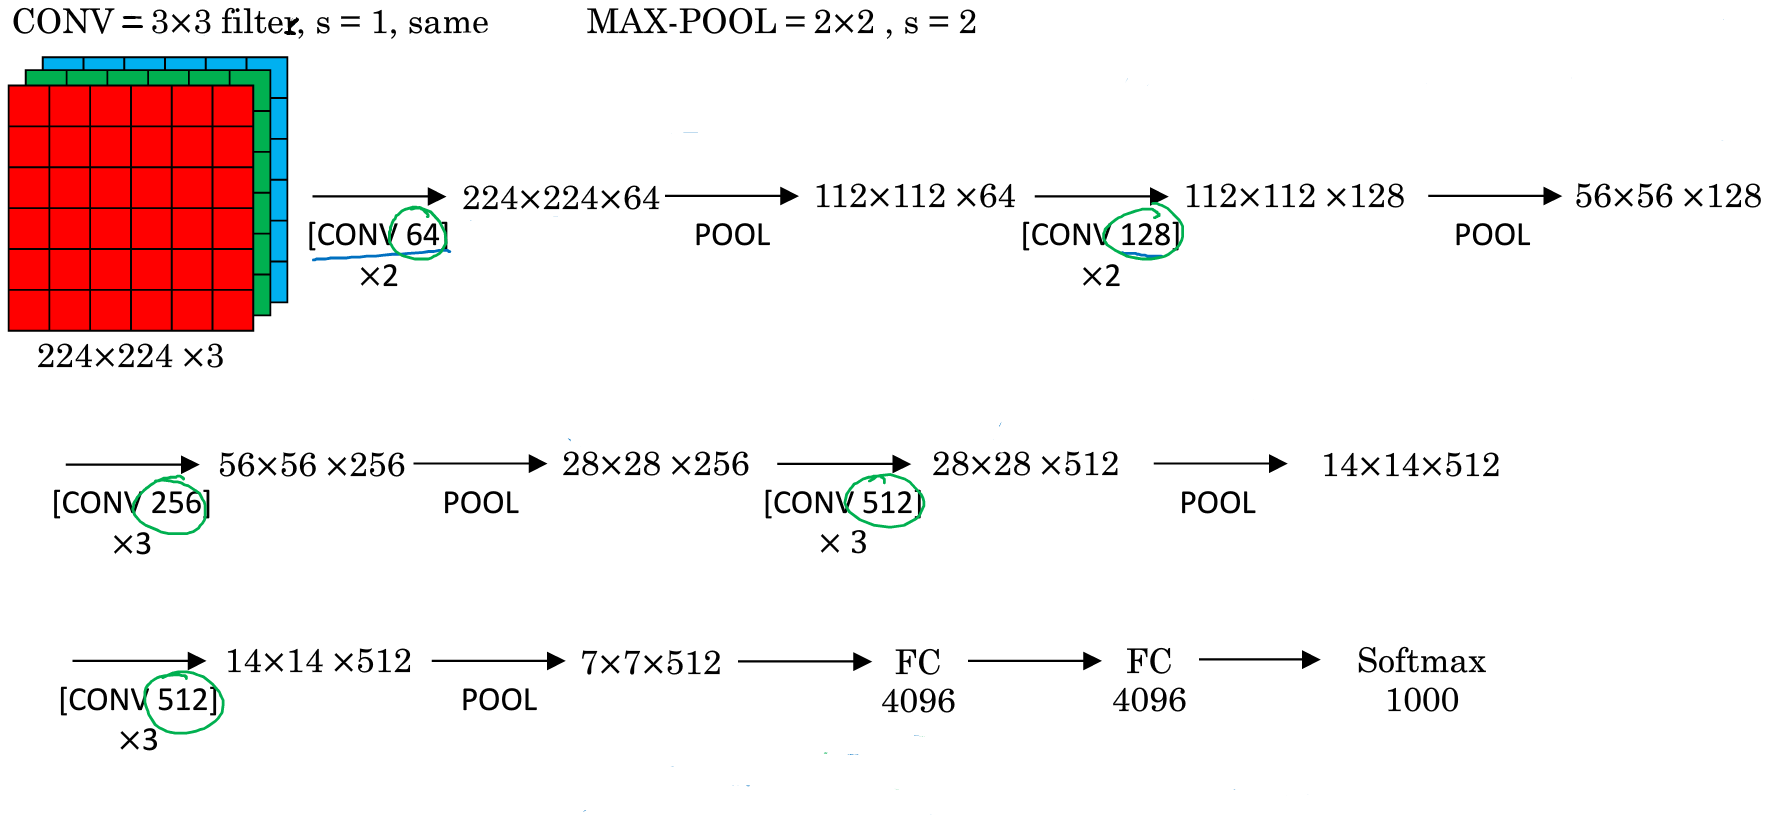 CONV = 3×3 filter, s = 1, same MAX-POOL = 2×2 , s = 2
224×224×64 112×112 ×64 112×112 ×128 56×56 ×128
[CONV 64] POOL [CONV 128] POOL
×2 ×2
224×224 ×3
56×56 ×256 28×28 ×256 28×28 ×512 14×14×512
[CONV 256] POOL [CONV 512] POOL
×3 × 3
14×14 ×512 7×7×512 FC FC Softmax
[CONV 512] POOL 4096 4096 1000
×3